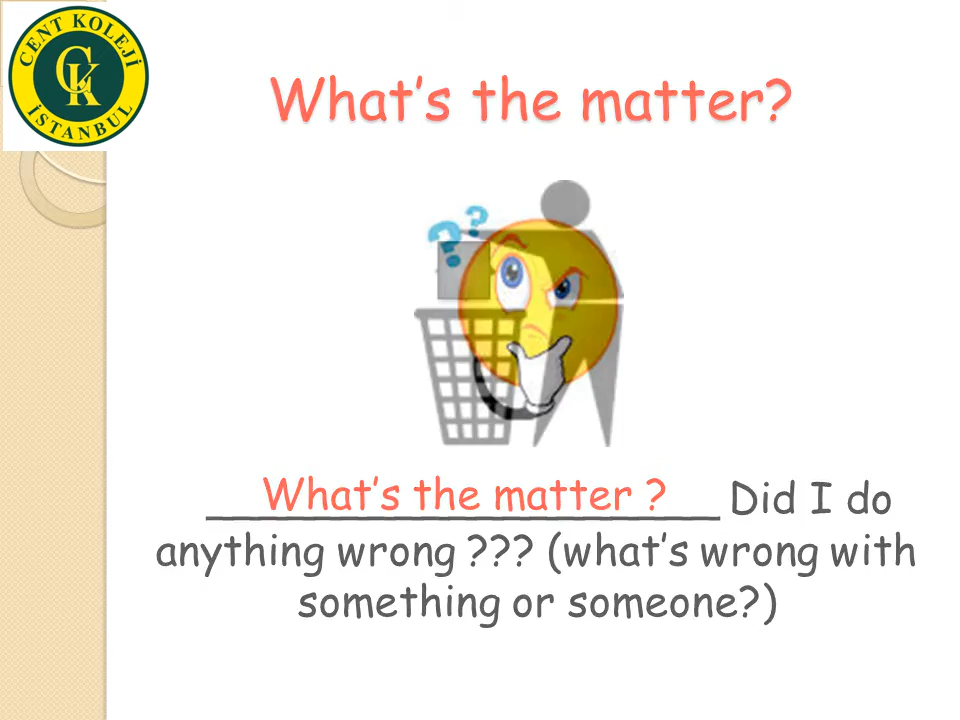 CENT KOLEJİ
CK
İSTANBUL
What’s the matter?
? ?
What’s the matter ? Did I do
anything wrong ??? (what’s wrong with
something or someone?)